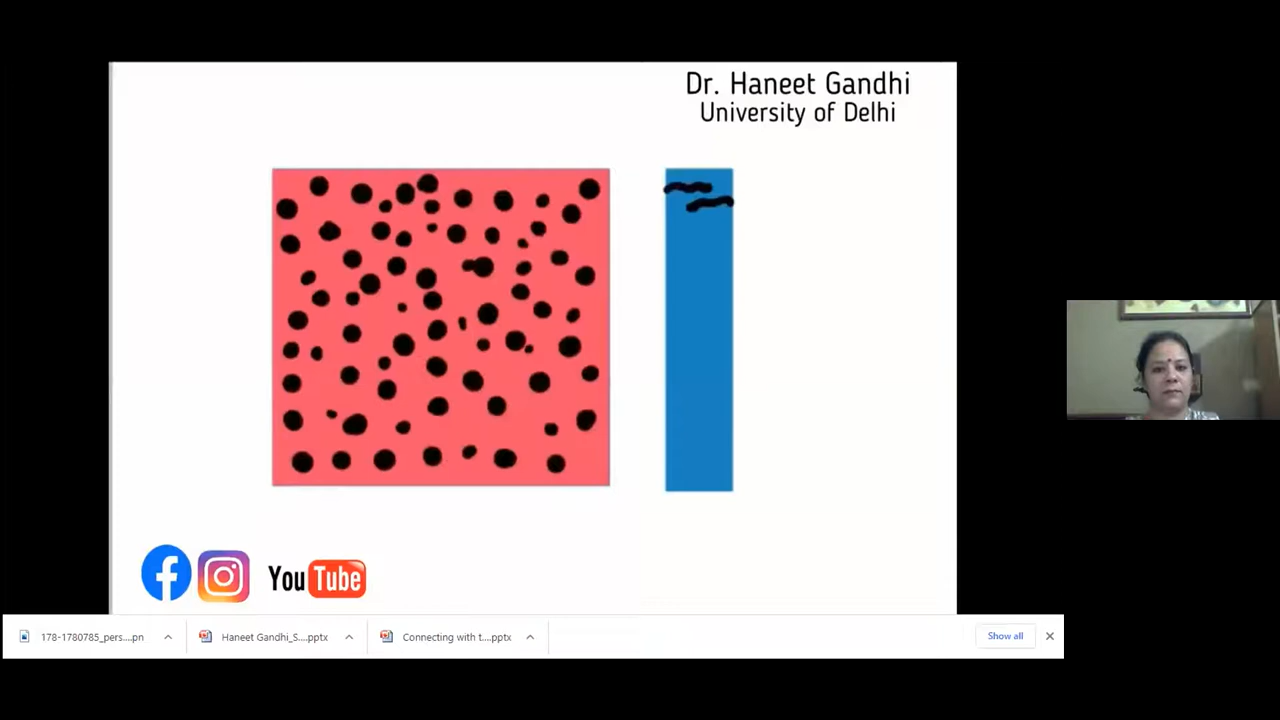 Dr. Haneet Gandhi
University of Delhi
YouTube
178-1780785_pers....pn
Haneet Gandhi_S....pptx
Connecting with t....pptx
Show all